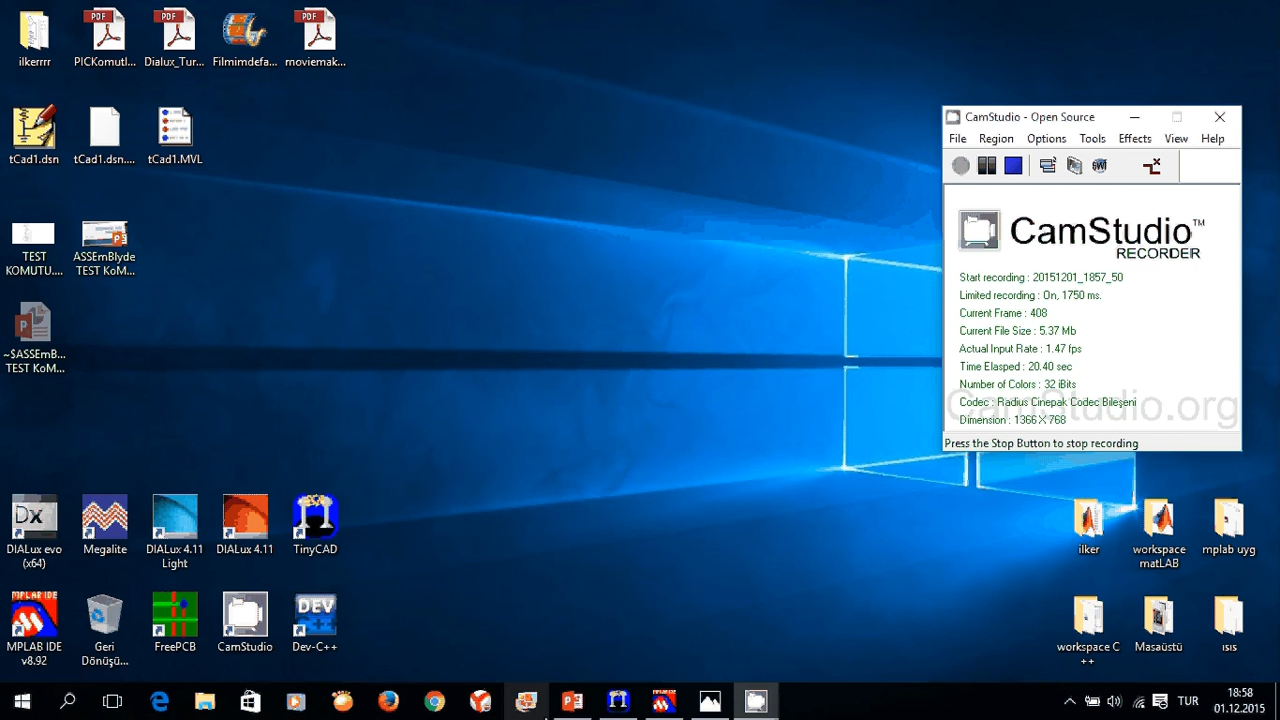 ilkerrrr
PICKomutl...
Dialux_Tur...
Filmimdefa...
moviemak...
tCad1.dsn
tCad1.dsn....
tCad1.MVL
TEST
KOMUTU....
ASSEmBlyde
TEST KoM...
~$ASSEmB...
TEST KoM...
CamStudio - Open Source
File Region Options Tools Effects View Help
CamStudio™
RECORDER
Start recording : 20151201_1857_50
Limited recording : On, 1750 ms.
Current Frame : 408
Current File Size : 5.37 Mb
Actual Input Rate : 1.47 fps
Time Elasped : 20.40 sec
Number of Colors : 32 iBits
Codec : Radius Cinepak Codec Bileşeni
Dimension : 1366 X 768
CamStudio.org
Press the Stop Button to stop recording
DIALux evo
(x64)
Megalite
DIALux 4.11
Light
DIALux 4.11
TinyCAD
ilker
workspace
matLAB
mplab uyg
MPLAB IDE
v8.92
Geri
Dönüşü...
FreePCB
CamStudio
DEV
Dev-C++
workspace C
++
Masaüstü
ısıs
TUR
18:58
01.12.2015